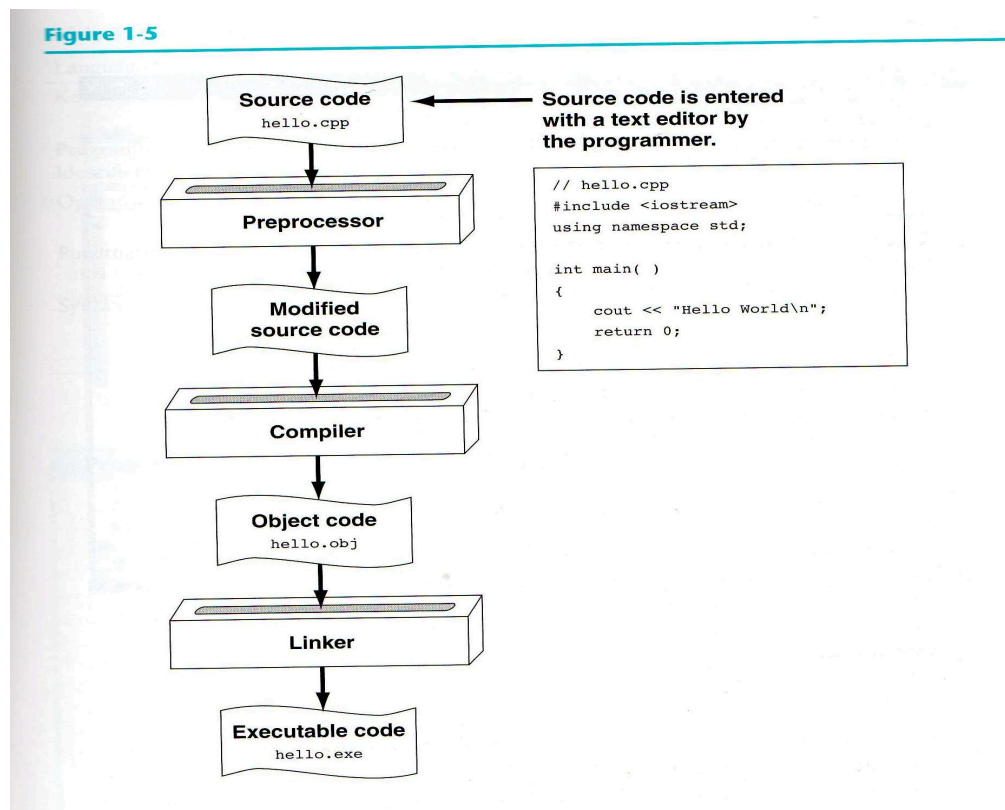 Figure 1-5
Source code
hello.cpp
Source code is entered
with a text editor by
the programmer.
Preprocessor
// hello.cpp
#include <iostream>
using namespace std;
int main( )
{
cout << "Hello World\n";
return 0;
}
Modified
source code
Compiler
Object code
hello.obj
Linker
Executable code
hello.exe